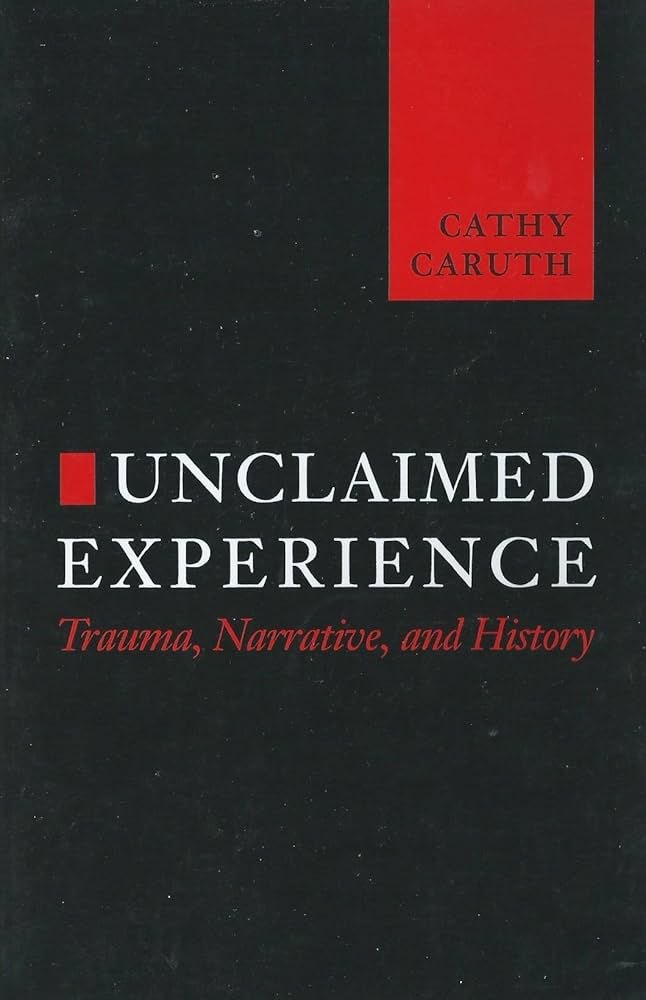 CATHY
CARUTH
UNCLAIMED
EXPERIENCE
Trauma, Narrative, and History